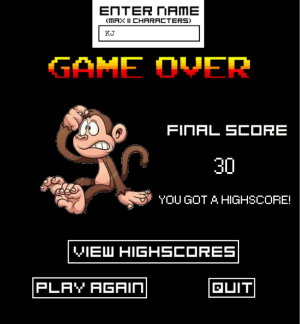 ENTER NAME
(MAX 8 CHARACTERS)
KJ
GAME OVER
FINAL SCORE
30
YOU GOT A HIGHSCORE!
VIEW HIGHSCORES
PLAY AGAIN
QUIT